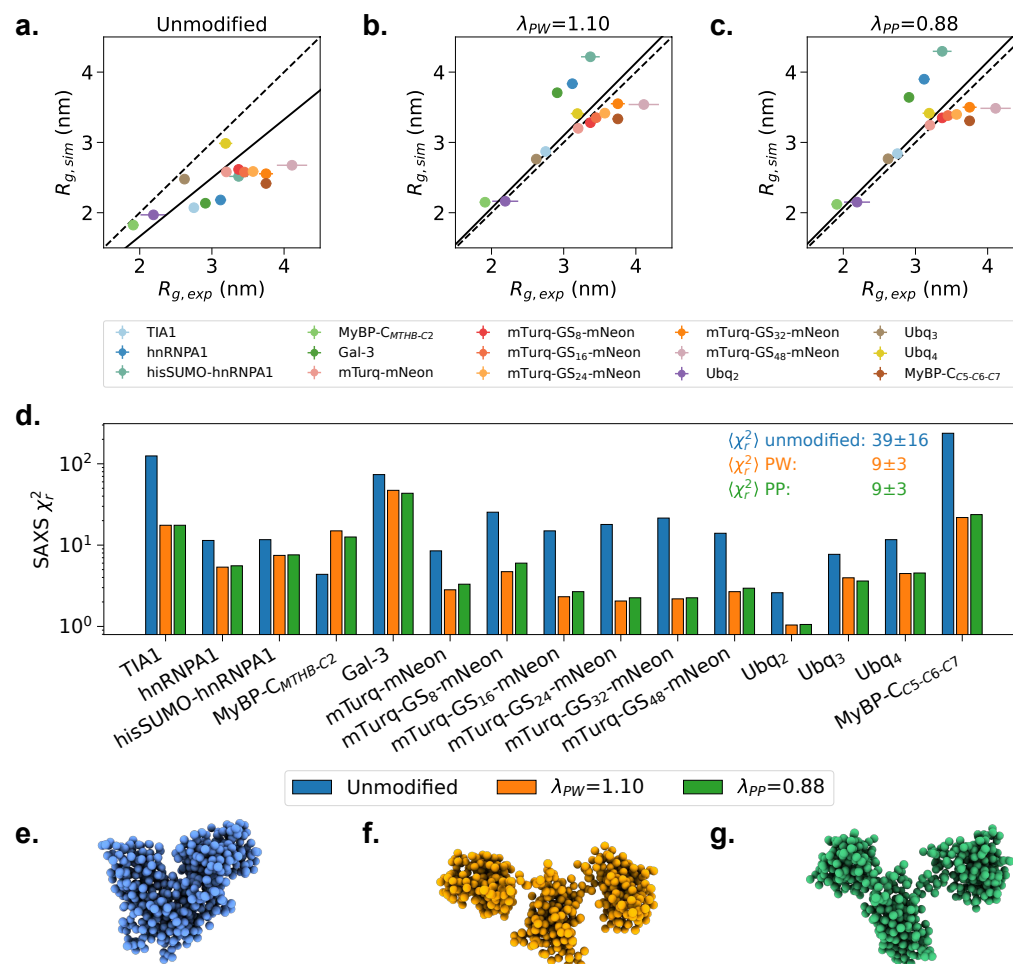 a.
Unmodified
b.
λ_PW=1.10
c.
λ_PP=0.88
4
3
2
R_g,sim (nm)
2 3 4
R_g,exp (nm)
4
3
2
R_g,sim (nm)
2 3 4
R_g,exp (nm)
4
3
2
R_g,sim (nm)
2 3 4
R_g,exp (nm)
TIA1
hnRNPA1
hisSUMO-hnRNPA1
MyBP-C_MTHB-C2
Gal-3
mTurq-mNeon
mTurq-GS₈-mNeon
mTurq-GS₁₆-mNeon
mTurq-GS₂₄-mNeon
mTurq-GS₃₂-mNeon
mTurq-GS₄₈-mNeon
Ubq₂
Ubq₃
Ubq₄
MyBP-C_C5-C6-C7
d.
⟨χ²_r⟩ unmodified: 39±16
⟨χ²_r⟩ PW: 9±3
⟨χ²_r⟩ PP: 9±3
10²
10¹
10⁰
SAXS χ²_r
TIA1
hnRNPA1
hisSUMO-hnRNPA1
MyBP-C_MTHB-C2
Gal-3
mTurq-mNeon
mTurq-GS₈-mNeon
mTurq-GS₁₆-mNeon
mTurq-GS₂₄-mNeon
mTurq-GS₃₂-mNeon
mTurq-GS₄₈-mNeon
Ubq₂
Ubq₃
Ubq₄
MyBP-C_C5-C6-C7
Unmodified
λ_PW=1.10
λ_PP=0.88
e.
f.
g.